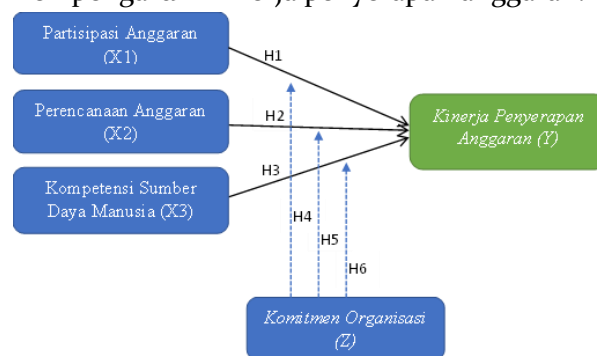 Partisipasi Anggaran
(X1)
H1
Perencanaan Anggaran
(X2)
H2
Kinerja Penyerapan
Anggaran (Y)
Kompetensi Sumber
Daya Manusia (X3)
H3
H4
H5
H6
Komitmen Organisasi
(Z)